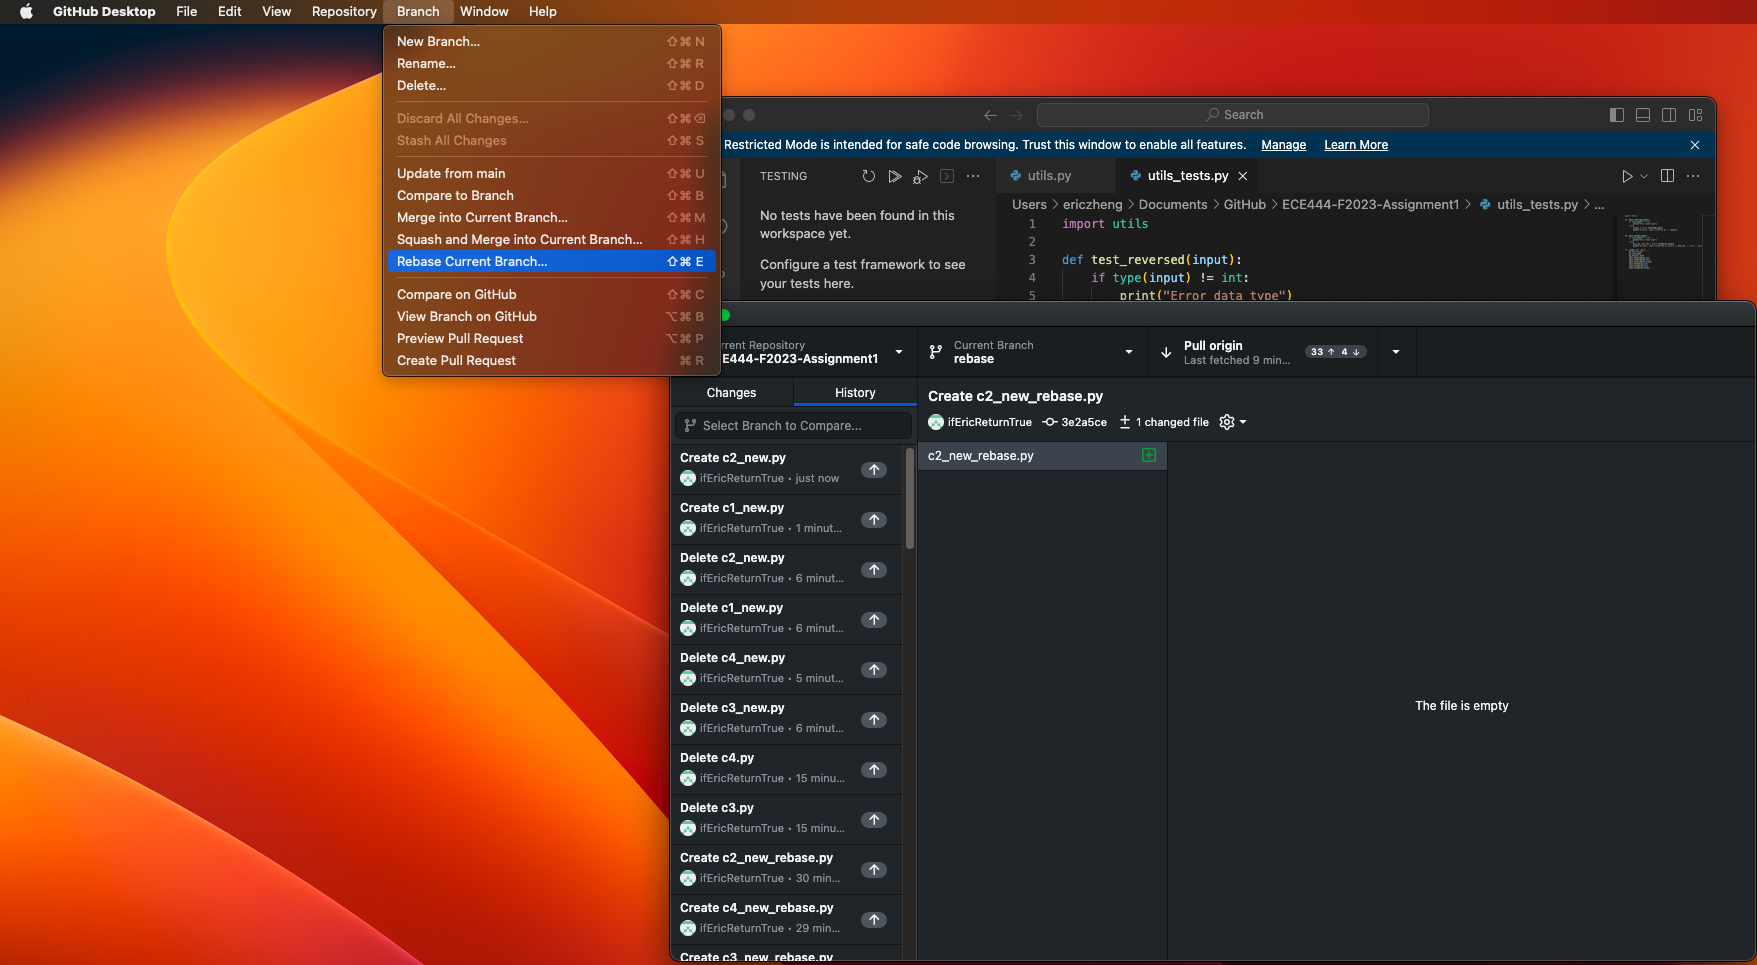 GitHub Desktop File Edit View Repository Branch Window Help
New Branch... ⇧⌘ N
Rename... ⇧⌘ R
Delete... ⇧⌘ D
Discard All Changes... ⇧⌘⌫
Stash All Changes ⇧⌘ S
Update from main ⇧⌘ U
Compare to Branch ⇧⌘ B
Merge into Current Branch... ⇧⌘ M
Squash and Merge into Current Branch... ⇧⌘ H
Rebase Current Branch... ⇧⌘ E
Compare on GitHub ⇧⌘ C
View Branch on GitHub ⌥⌘ B
Preview Pull Request ⌥⌘ P
Create Pull Request ⌘ R
Search
Restricted Mode is intended for safe code browsing. Trust this window to enable all features. Manage Learn More
TESTING
No tests have been found in this
workspace yet.
Configure a test framework to see
your tests here.
utils.py utils_tests.py
Users > ericzheng > Documents > GitHub > ECE444-F2023-Assignment1 > utils_tests.py > ...
1 import utils
2
3 def test_reversed(input):
4 if type(input) != int:
5 print("Error data type")
rrent Repository
E444-F2023-Assignment1
Current Branch
rebase
Pull origin
Last fetched 9 min...
33 ↑ 4 ↓
Changes History
Select Branch to Compare...
Create c2_new.py
ifEricReturnTrue • just now
Create c1_new.py
ifEricReturnTrue • 1 minut...
Delete c2_new.py
ifEricReturnTrue • 6 minut...
Delete c1_new.py
ifEricReturnTrue • 6 minut...
Delete c4_new.py
ifEricReturnTrue • 5 minut...
Delete c3_new.py
ifEricReturnTrue • 6 minut...
Delete c4.py
ifEricReturnTrue • 15 minu...
Delete c3.py
ifEricReturnTrue • 15 minu...
Create c2_new_rebase.py
ifEricReturnTrue • 30 min...
Create c4_new_rebase.py
ifEricReturnTrue • 29 min...
Create c3_new_rebase.py
Create c2_new_rebase.py
ifEricReturnTrue 3e2a5ce 1 changed file
c2_new_rebase.py
The file is empty